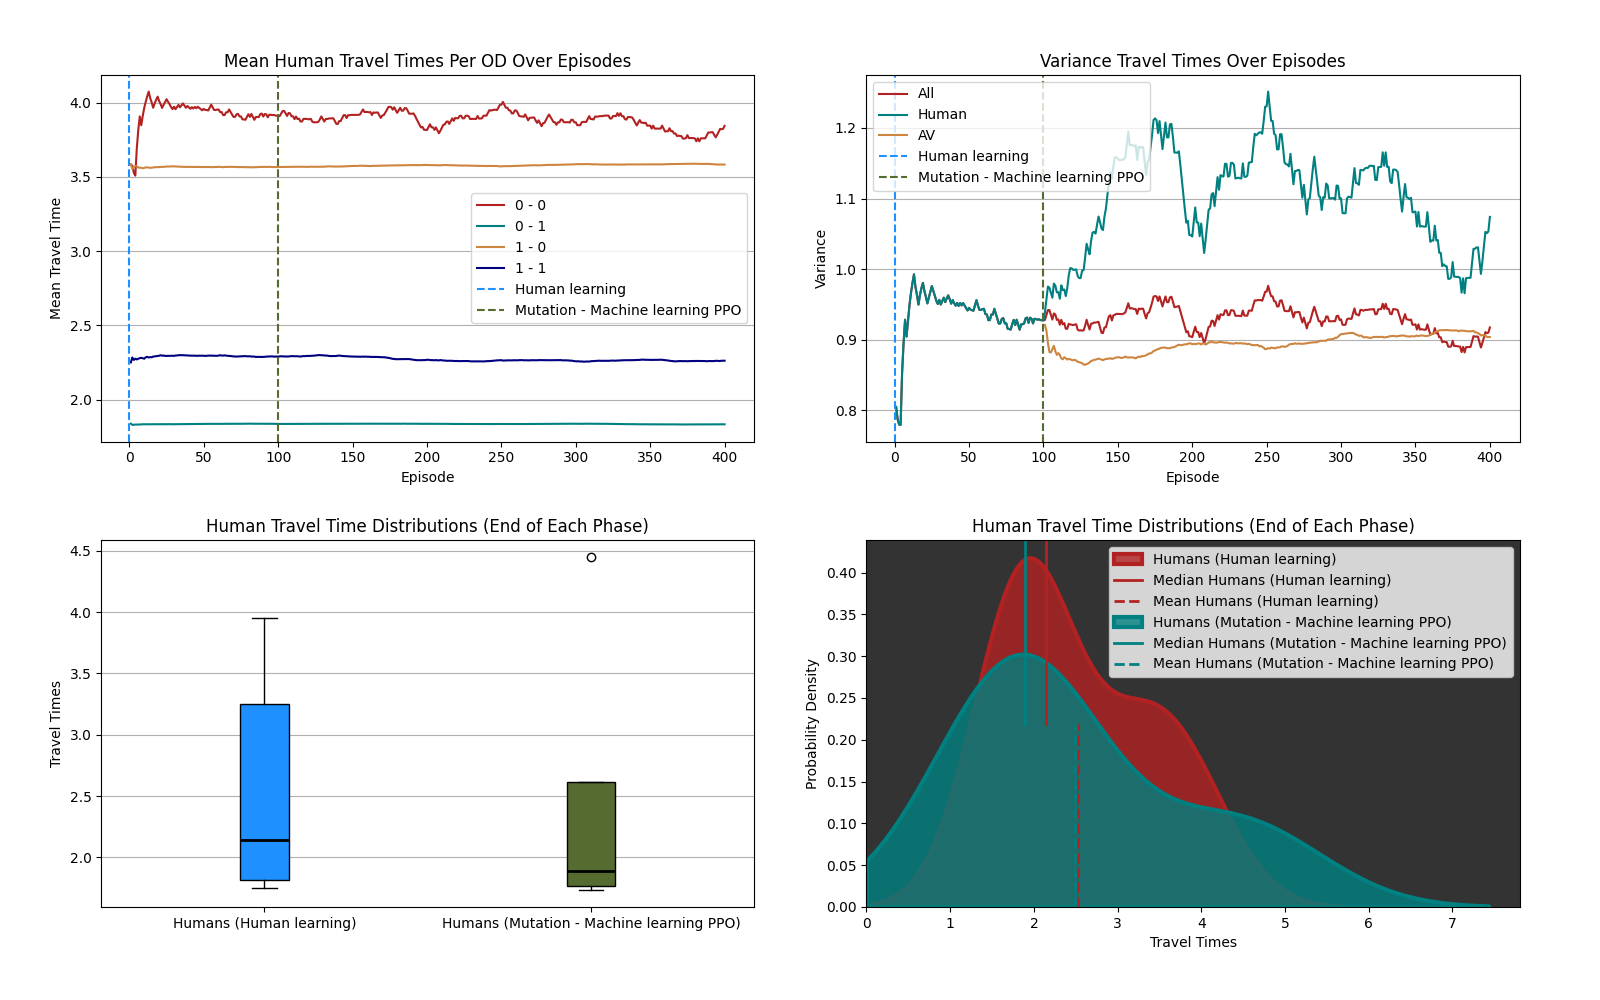 Mean Human Travel Times Per OD Over Episodes
Mean Travel Time
4.0
3.5
3.0
2.5
2.0
0 - 0
0 - 1
1 - 0
1 - 1
Human learning
Mutation - Machine learning PPO
0 50 100 150 200 250 300 350 400
Episode
Variance Travel Times Over Episodes
Variance
1.2
1.1
1.0
0.9
0.8
All
Human
AV
Human learning
Mutation - Machine learning PPO
0 50 100 150 200 250 300 350 400
Episode
Human Travel Time Distributions (End of Each Phase)
Travel Times
4.5
4.0
3.5
3.0
2.5
2.0
Humans (Human learning) Humans (Mutation - Machine learning PPO)
Human Travel Time Distributions (End of Each Phase)
Probability Density
0.40
0.35
0.30
0.25
0.20
0.15
0.10
0.05
0.00
Humans (Human learning)
Median Humans (Human learning)
Mean Humans (Human learning)
Humans (Mutation - Machine learning PPO)
Median Humans (Mutation - Machine learning PPO)
Mean Humans (Mutation - Machine learning PPO)
0 1 2 3 4 5 6 7
Travel Times